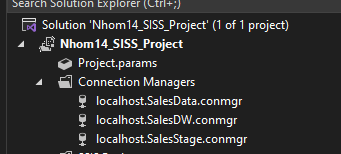 Search Solution Explorer (Ctrl+;)
Solution 'Nhom14_SISS_Project' (1 of 1 project)
Nhom14_SISS_Project
Project.params
Connection Managers
localhost.SalesData.conmgr
localhost.SalesDW.conmgr
localhost.SalesStage.conmgr